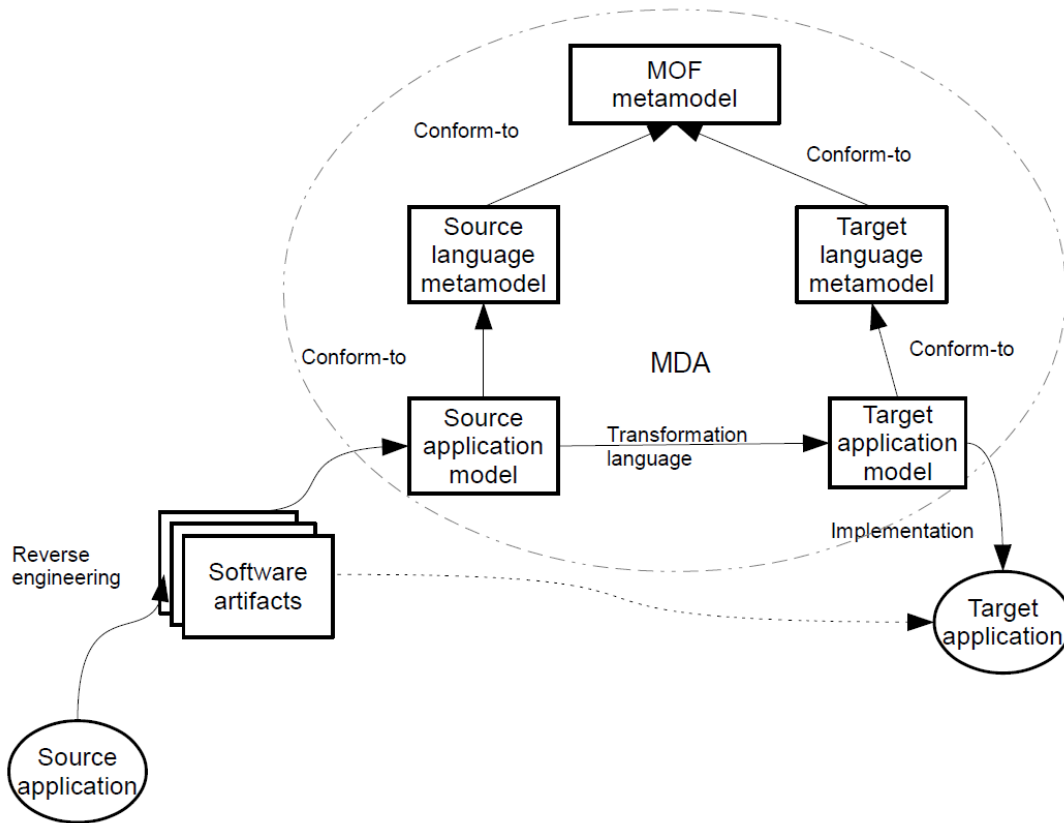 MOF
metamodel
Conform-to
Conform-to
Source
language
metamodel
Target
language
metamodel
Conform-to
MDA
Conform-to
Source
application
model
Transformation
language
Target
application
model
Implementation
Reverse
engineering
Software
artifacts
Target
application
Source
application